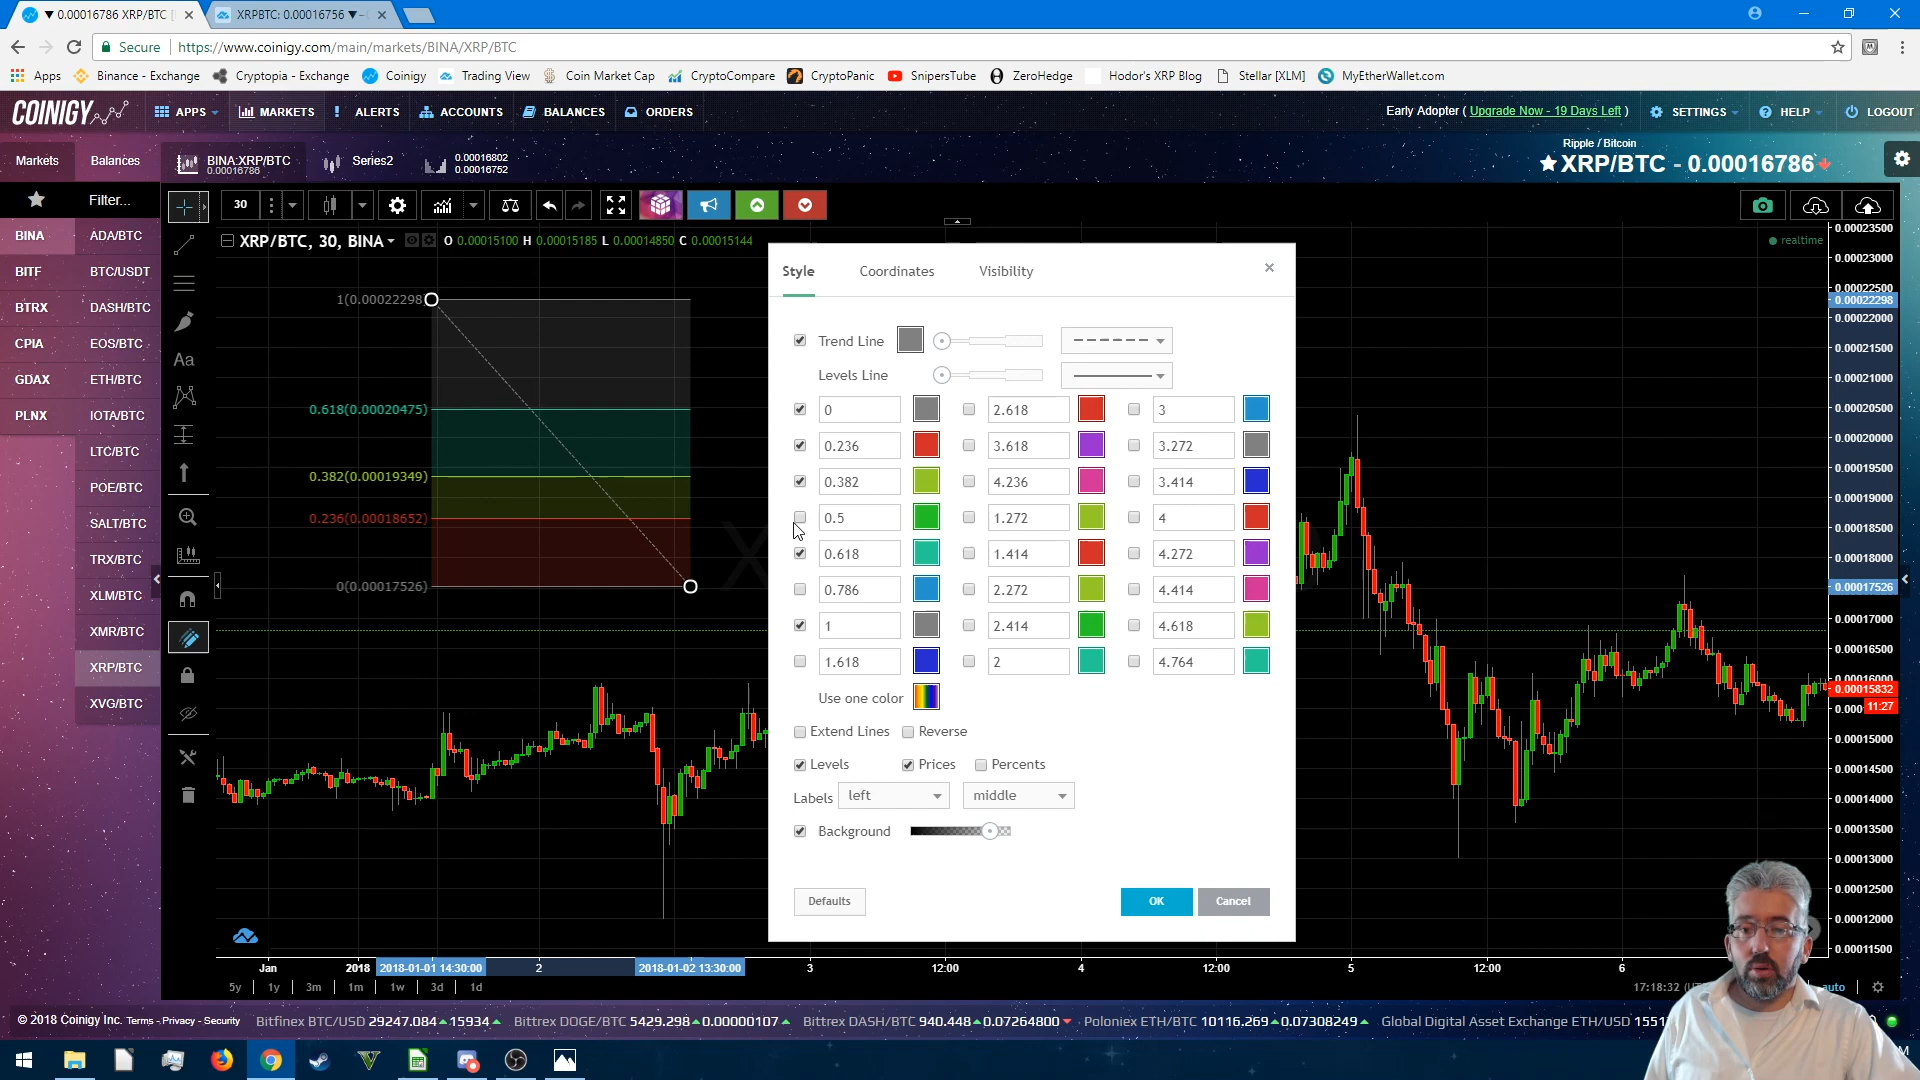 ▼ 0.00016786 XRP/BTC
XRPBTC: 0.00016756 ▼
Secure
https://www.coinigy.com/main/markets/BINA/XRP/BTC
Apps
Binance - Exchange
Cryptopia - Exchange
Coinigy
Trading View
Coin Market Cap
CryptoCompare
CryptoPanic
SnipersTube
ZeroHedge
Hodor's XRP Blog
Stellar [XLM]
MyEtherWallet.com
COINIGY
APPS
MARKETS
ALERTS
ACCOUNTS
BALANCES
ORDERS
Early Adopter ( Upgrade Now - 19 Days Left )
SETTINGS
HELP
LOGOUT
Markets
Balances
BINA:XRP/BTC
0.00016786
Series2
0.00016802
0.00016752
Ripple / Bitcoin
XRP/BTC - 0.00016786
Filter...
30
BINA
ADA/BTC
BITF
BTC/USDT
BTRX
DASH/BTC
CPIA
EOS/BTC
GDAX
ETH/BTC
PLNX
IOTA/BTC
LTC/BTC
POE/BTC
SALT/BTC
TRX/BTC
XLM/BTC
XMR/BTC
XRP/BTC
XVG/BTC
Aa
XRP/BTC, 30, BINA
O 0.00015100 H 0.00015185 L 0.00014850 C 0.00015144
realtime
1(0.00022298)
0.618(0.00020475)
0.382(0.00019349)
0.236(0.00018652)
0(0.00017526)
Style
Coordinates
Visibility
Trend Line
Levels Line
0
2.618
3
0.236
3.618
3.272
0.382
4.236
3.414
0.5
1.272
4
0.618
1.414
4.272
0.786
2.272
4.414
1
2.414
4.618
1.618
2
4.764
Use one color
Extend Lines
Reverse
Levels
Prices
Percents
Labels
left
middle
Background
Defaults
OK
Cancel
0.00023500
0.00023000
0.00022500
0.00022298
0.00022000
0.00021500
0.00021000
0.00020500
0.00020000
0.00019500
0.00019000
0.00018500
0.00018000
0.00017526
0.00017000
0.00016000
0.00015832
11:27
0.00015000
0.00014500
0.00014000
0.00013500
0.00013000
0.00012500
0.00012000
0.00011500
Jan
2018
2018-01-01 14:30:00
2
2018-01-02 13:30:00
3
12:00
4
12:00
5
12:00
6
5y
1y
3m
1m
1w
3d
1d
17:18:32
auto
© 2018 Coinigy Inc. Terms - Privacy - Security
Bitfinex BTC/USD 29247.084 15934
Bittrex DOGE/BTC 5429.298 0.00000107
Bittrex DASH/BTC 940.448 0.07264800
Poloniex ETH/BTC 10116.269 0.07308249
Global Digital Asset Exchange ETH/USD